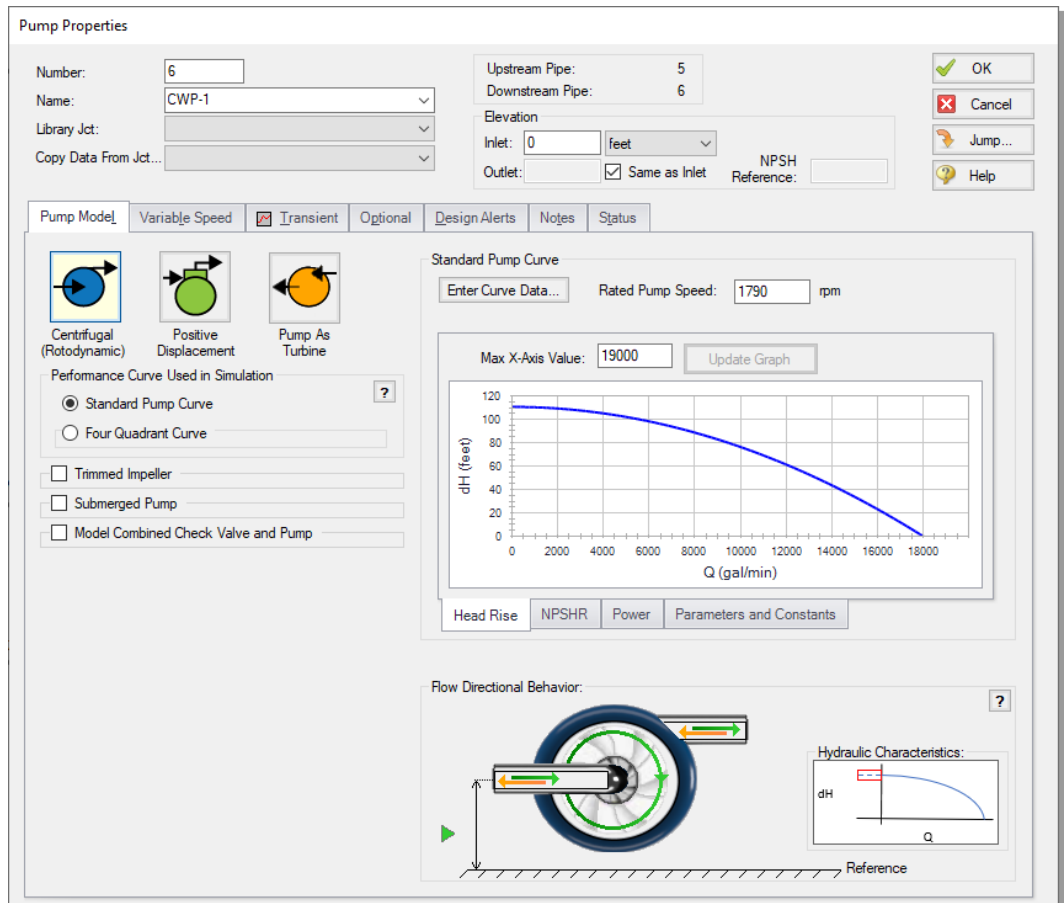 Pump Properties
Number: 6
Name: CWP-1
Library Jct:
Copy Data From Jct...
Upstream Pipe: 5
Downstream Pipe: 6
Elevation
Inlet: 0 feet
Outlet: Same as Inlet NPSH Reference:
OK
Cancel
Jump...
Help
Pump Model Variable Speed Transient Optional Design Alerts Notes Status
Centrifugal (Rotodynamic)
Positive Displacement
Pump As Turbine
Performance Curve Used in Simulation
?
Standard Pump Curve
Four Quadrant Curve
Trimmed Impeller
Submerged Pump
Model Combined Check Valve and Pump
Standard Pump Curve
Enter Curve Data... Rated Pump Speed: 1790 rpm
Max X-Axis Value: 19000 Update Graph
dH (feet)
120
100
80
60
40
20
0
0 2000 4000 6000 8000 10000 12000 14000 16000 18000
Q (gal/min)
Head Rise NPSHR Power Parameters and Constants
Flow Directional Behavior:
?
Hydraulic Characteristics:
dH
Q
Reference